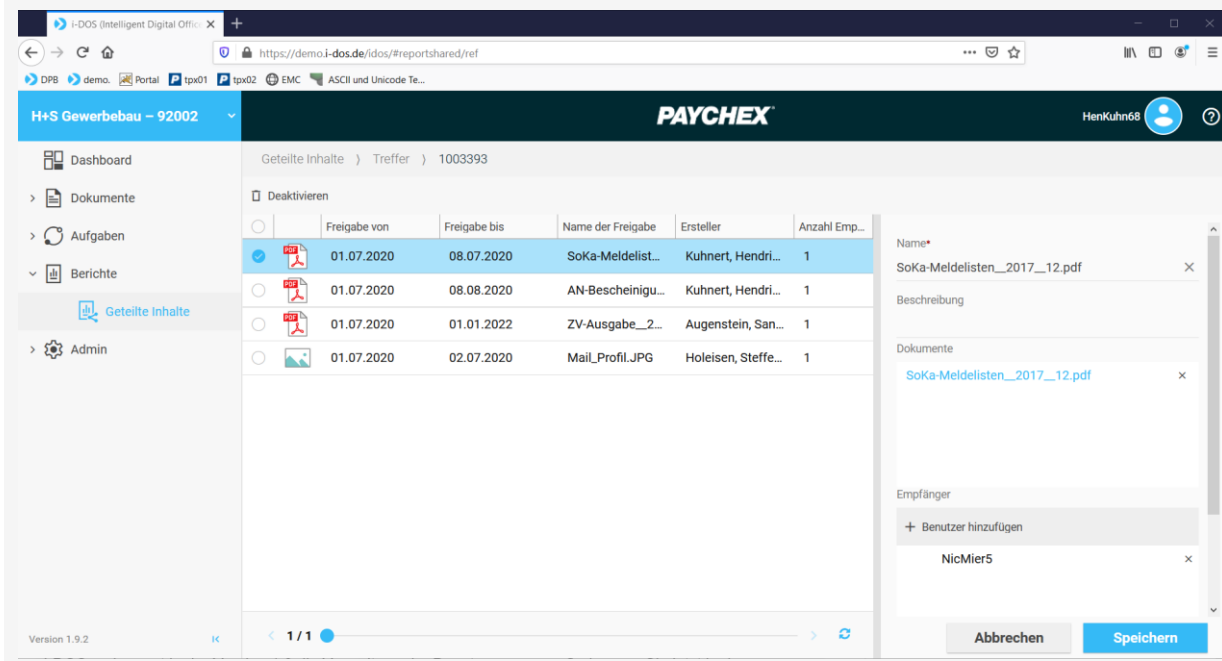 i-DOS (Intelligent Digital Offic
https://demo.i-dos.de/idos/#reportshared/ref
DPB demo. Portal tpx01 tpx02 EMC ASCII und Unicode Te...
H+S Gewerbebau – 92002
PAYCHEX
HenKuhn68
Dashboard
Dokumente
Aufgaben
Berichte
Geteilte Inhalte
Admin
Version 1.9.2
Geteilte Inhalte ) Treffer ) 1003393
Deaktivieren
Freigabe von Freigabe bis Name der Freigabe Ersteller Anzahl Emp...
PDF 01.07.2020 08.07.2020 SoKa-Meldelist... Kuhnert, Hendri... 1
PDF 01.07.2020 08.08.2020 AN-Bescheinigu... Kuhnert, Hendri... 1
PDF 01.07.2020 01.01.2022 ZV-Ausgabe__2... Augenstein, San... 1
01.07.2020 02.07.2020 Mail_Profil.JPG Holeisen, Steffe... 1
1 / 1
Name•
SoKa-Meldelisten__2017__12.pdf
Beschreibung
Dokumente
SoKa-Meldelisten__2017__12.pdf
Empfänger
+ Benutzer hinzufügen
NicMier5
Abbrechen Speichern